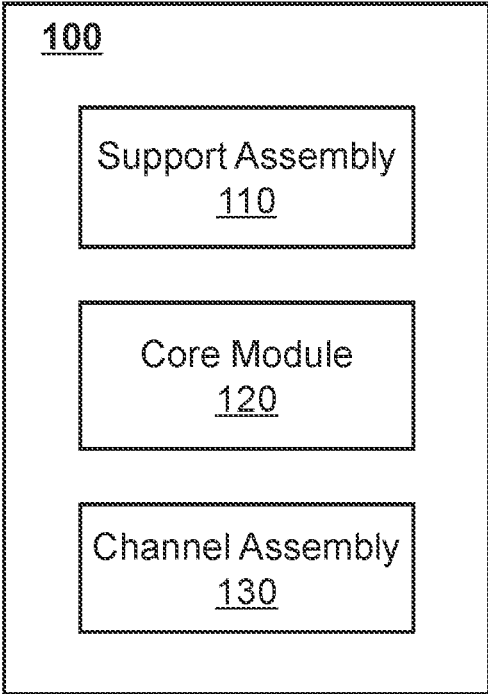 100
Support Assembly
110
Core Module
120
Channel Assembly
130